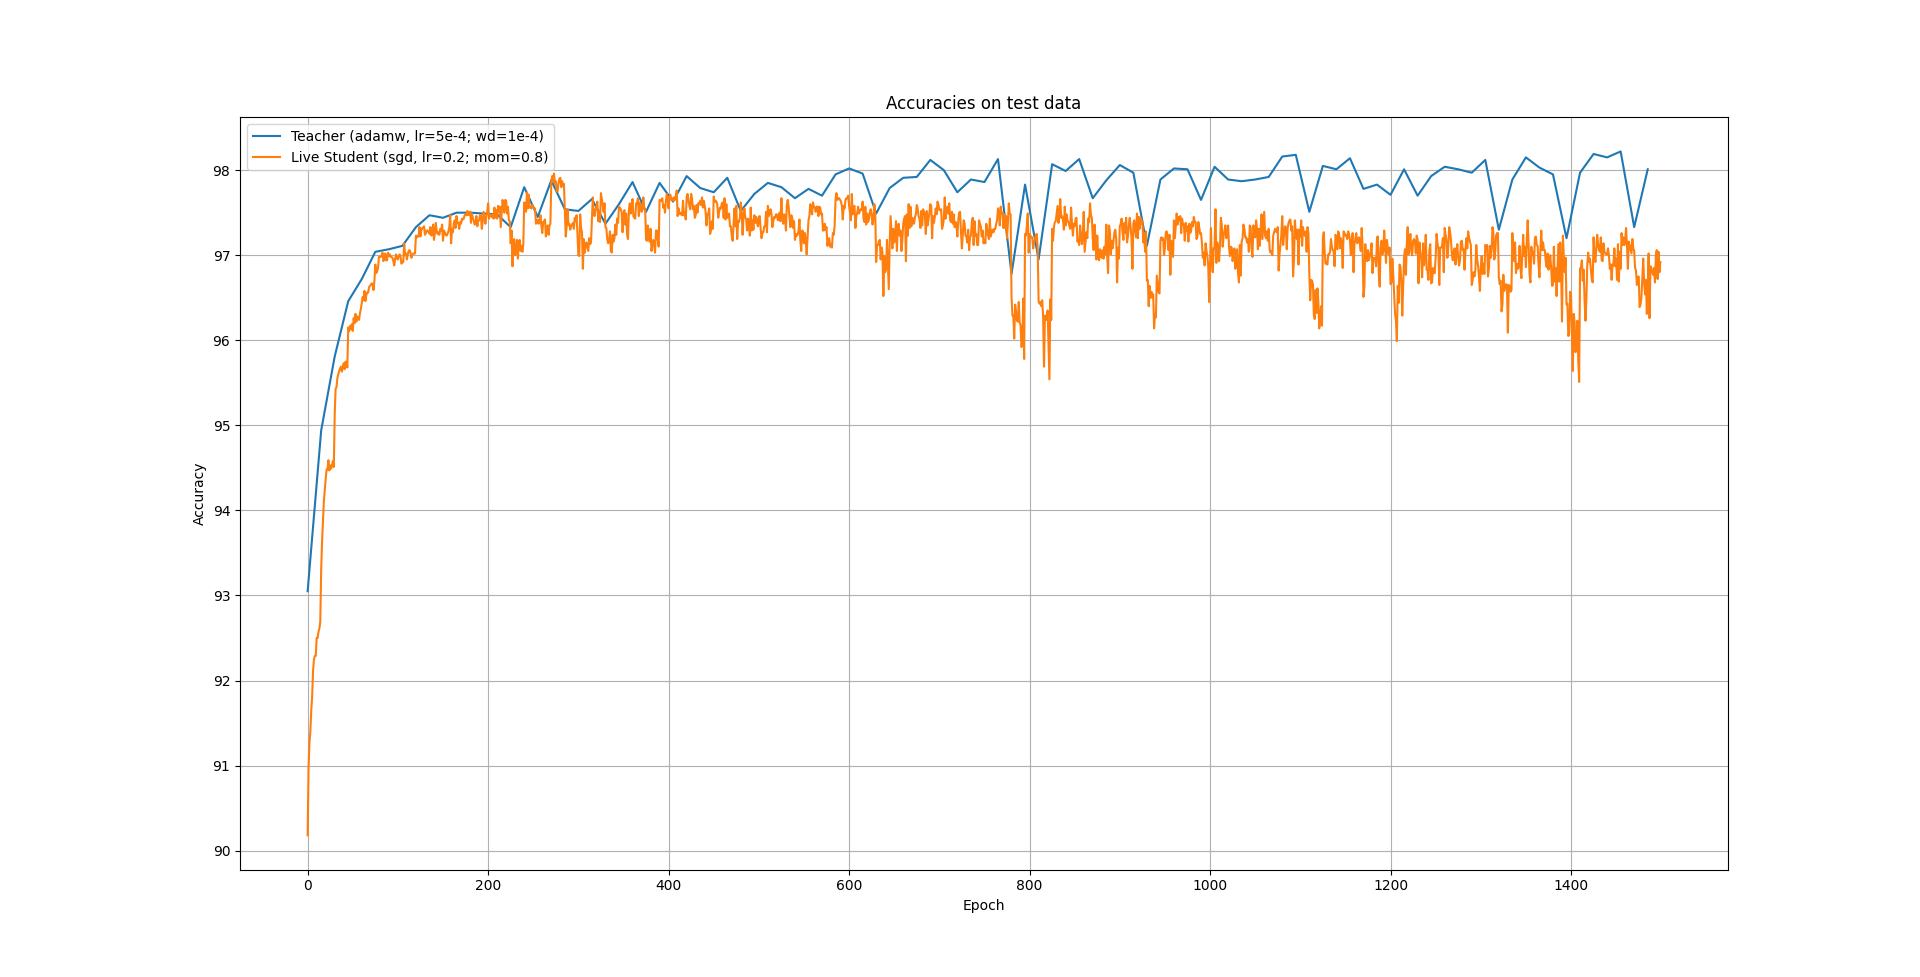 Accuracies on test data
Teacher (adamw, lr=5e-4; wd=1e-4)
Live Student (sgd, lr=0.2; mom=0.8)
98
97
96
95
94
93
92
91
90
Accuracy
0 200 400 600 800 1000 1200 1400
Epoch